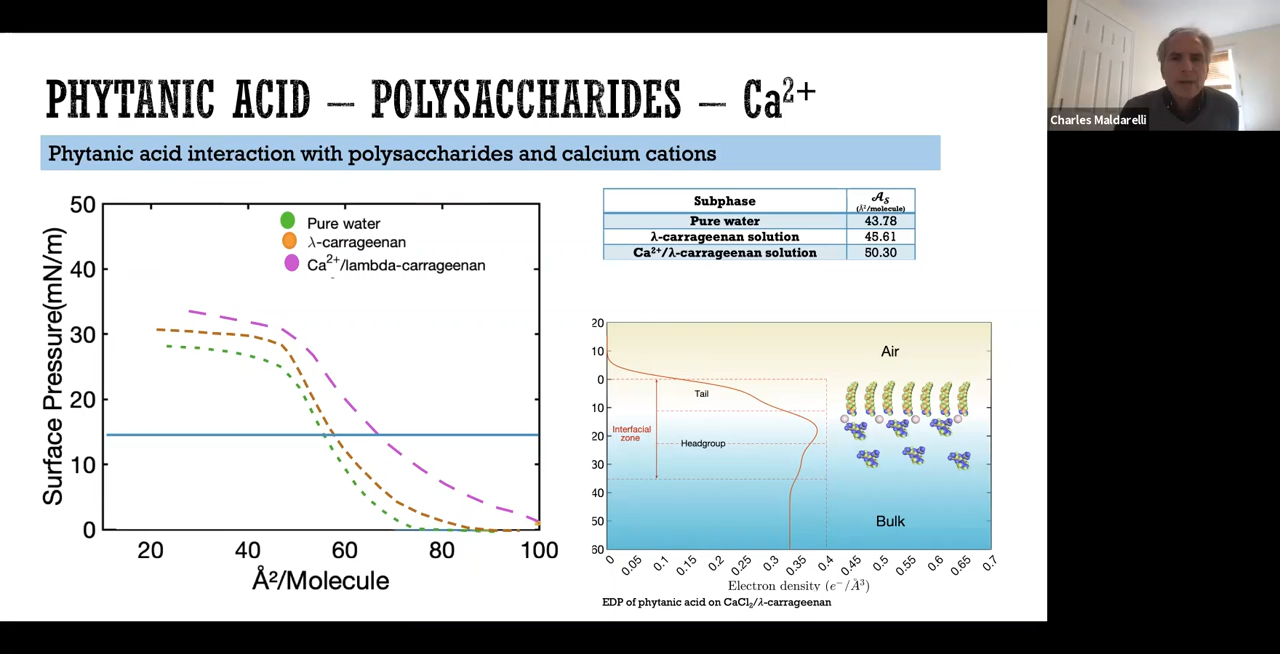 PHYTANIC ACID – POLYSACCHARIDES – Ca²⁺
Phytanic acid interaction with polysaccharides and calcium cations
Charles Maldarelli
Surface Pressure(mN/m)
50
40
30
20
10
0
Pure water
λ-carrageenan
Ca²⁺/lambda-carrageenan
20 40 60 80 100
Å²/Molecule
Subphase 𝒜s (Å²/molecule)
Pure water 43.78
λ-carrageenan solution 45.61
Ca²⁺/λ-carrageenan solution 50.30
20
10
0
10
20
30
40
50
60
Air
Tail
Interfacial
zone
Headgroup
Bulk
0 0.05 0.1 0.15 0.2 0.25 0.3 0.35 0.4 0.45 0.5 0.55 0.6 0.65 0.7
Electron density (e⁻/Å³)
EDP of phytanic acid on CaCl₂/λ-carrageenan